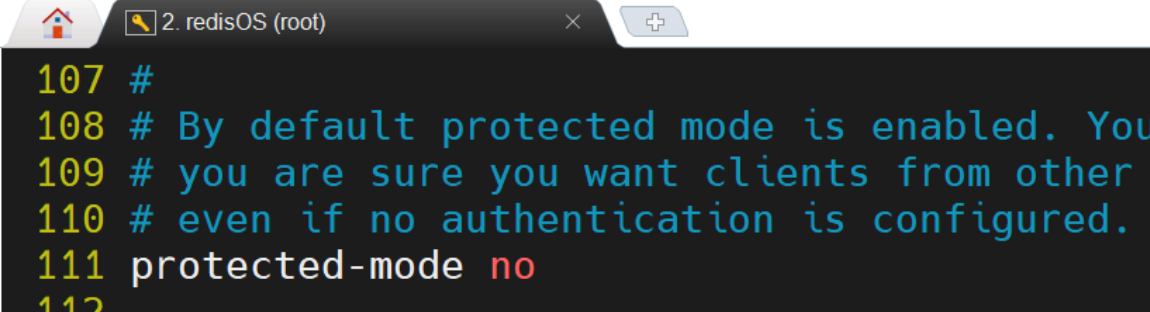 2. redisOS (root)
107 #
108 # By default protected mode is enabled. You
109 # you are sure you want clients from other
110 # even if no authentication is configured.
111 protected-mode no
112